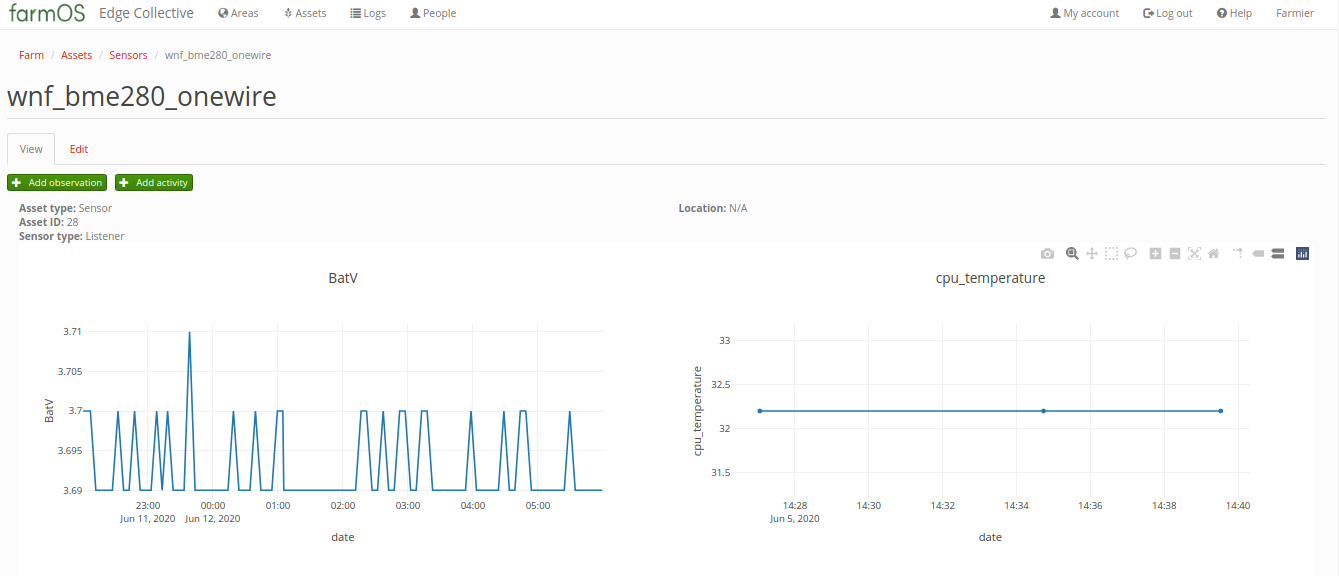 farmOS Edge Collective Areas Assets Logs People My account Log out Help Farmier
Farm / Assets / Sensors / wnf_bme280_onewire
wnf_bme280_onewire
View Edit
Add observation Add activity
Asset type: Sensor
Location: N/A
Asset ID: 28
Sensor type: Listener
BatV
3.71
3.705
3.7
3.695
3.69
BatV
23:00 00:00 01:00 02:00 03:00 04:00 05:00
Jun 11, 2020 Jun 12, 2020
date
cpu_temperature
33
32.5
32
31.5
cpu_temperature
14:28 14:30 14:32 14:34 14:36 14:38 14:40
Jun 5, 2020
date